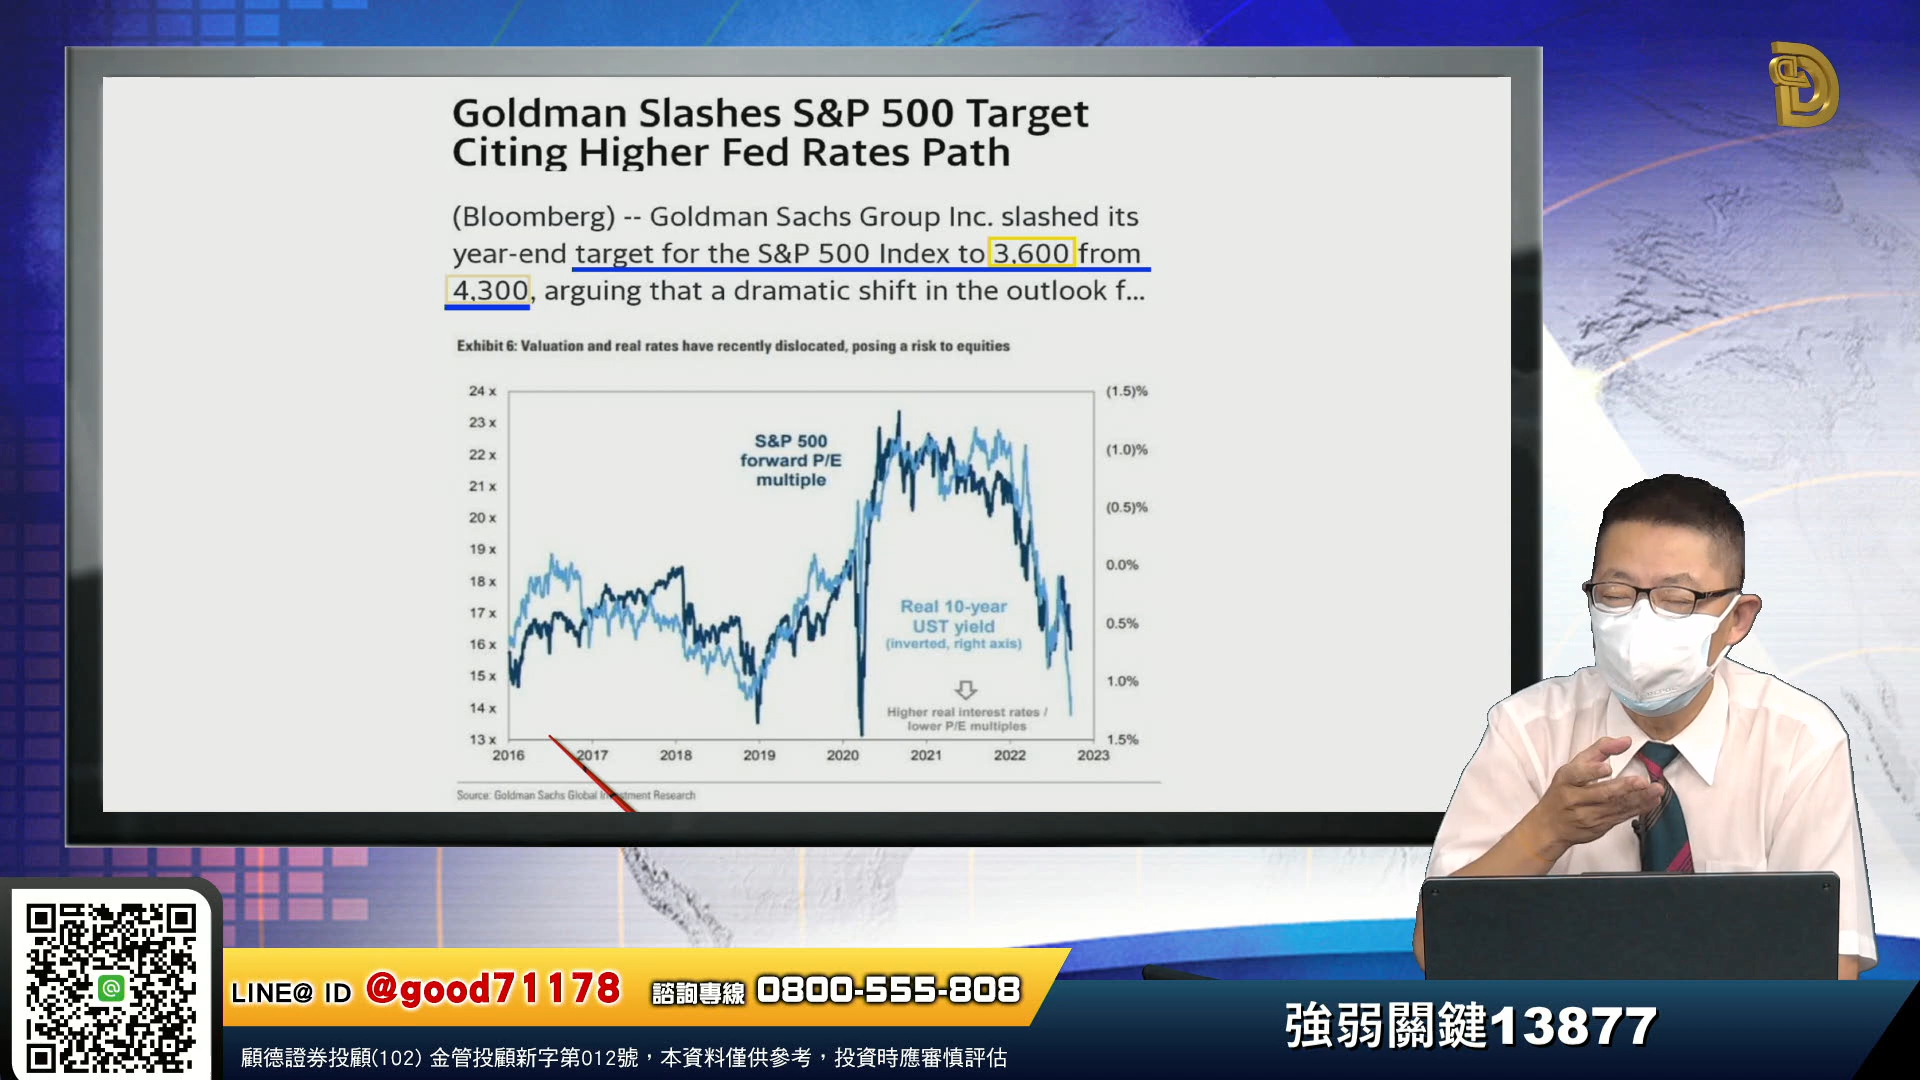 Goldman Slashes S&P 500 Target
Citing Higher Fed Rates Path
(Bloomberg) -- Goldman Sachs Group Inc. slashed its
year-end target for the S&P 500 Index to 3,600 from
4,300, arguing that a dramatic shift in the outlook f...
Exhibit 6: Valuation and real rates have recently dislocated, posing a risk to equities
24 x
23 x
22 x
21 x
20 x
19 x
18 x
17 x
16 x
15 x
14 x
13 x
(1.5)%
(1.0)%
(0.5)%
0.0%
0.5%
1.0%
1.5%
S&P 500
forward P/E
multiple
Real 10-year
UST yield
(inverted, right axis)
Higher real interest rates /
lower P/E multiples
2016 2017 2018 2019 2020 2021 2022 2023
Source: Goldman Sachs Global Investment Research
LINE@ ID @good71178 諮詢專線 0800-555-808
強弱關鍵13877
顧德證券投顧(102) 金管投顧新字第012號，本資料僅供參考，投資時應審慎評估